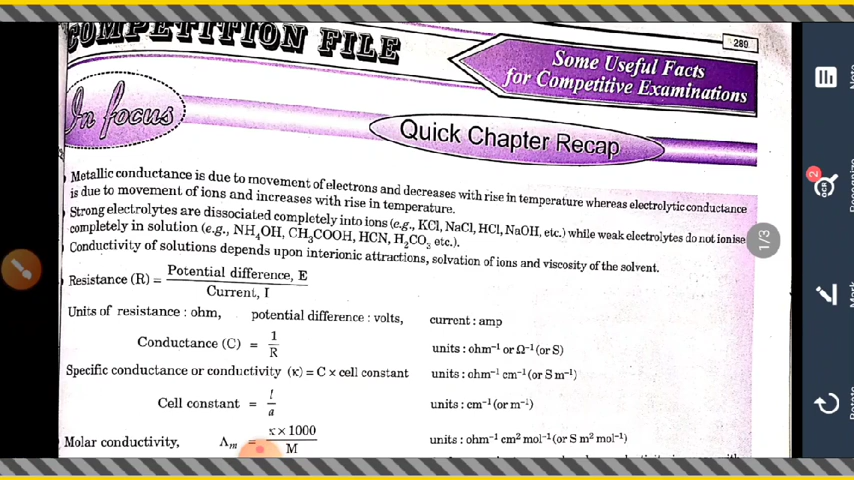 COMPETITION FILE
289
Some Useful Facts
for Competitive Examinations
In focus
Quick Chapter Recap
Metallic conductance is due to movement of electrons and decreases with rise in temperature whereas electrolytic conductance
is due to movement of ions and increases with rise in temperature.
Strong electrolytes are dissociated completely into ions (e.g., KCl, NaCl, HCl, NaOH, etc.) while weak electrolytes do not ionise
completely in solution (e.g., NH₄OH, CH₃COOH, HCN, H₂CO₃ etc.).
Conductivity of solutions depends upon interionic attractions, solvation of ions and viscosity of the solvent.
Resistance (R) = Potential difference, E / Current, I
Units of resistance : ohm, potential difference : volts, current : amp
Conductance (C) = 1 / R units : ohm⁻¹ or Ω⁻¹ (or S)
Specific conductance or conductivity (κ) = C × cell constant units : ohm⁻¹ cm⁻¹ (or S m⁻¹)
Cell constant = l / a units : cm⁻¹ (or m⁻¹)
Molar conductivity, Λm = κ × 1000 / M units : ohm⁻¹ cm² mol⁻¹ (or S m² mol⁻¹)
1/3
2
OCR